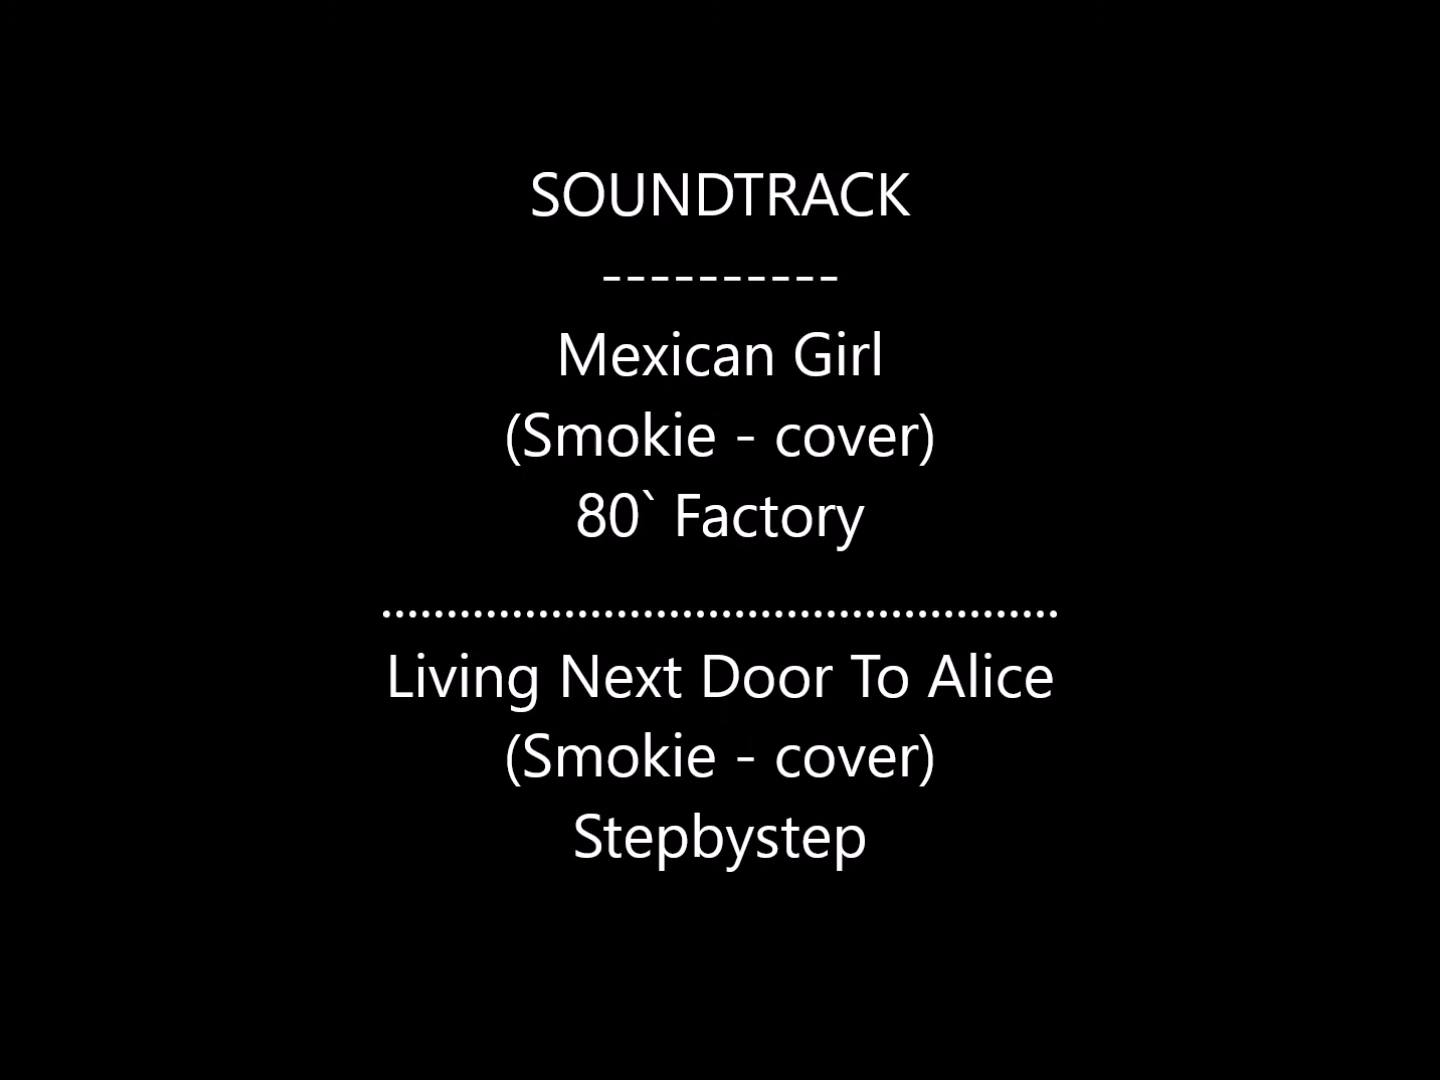 SOUNDTRACK
----------
Mexican Girl
(Smokie - cover)
80` Factory
....................................................
Living Next Door To Alice
(Smokie - cover)
Stepbystep